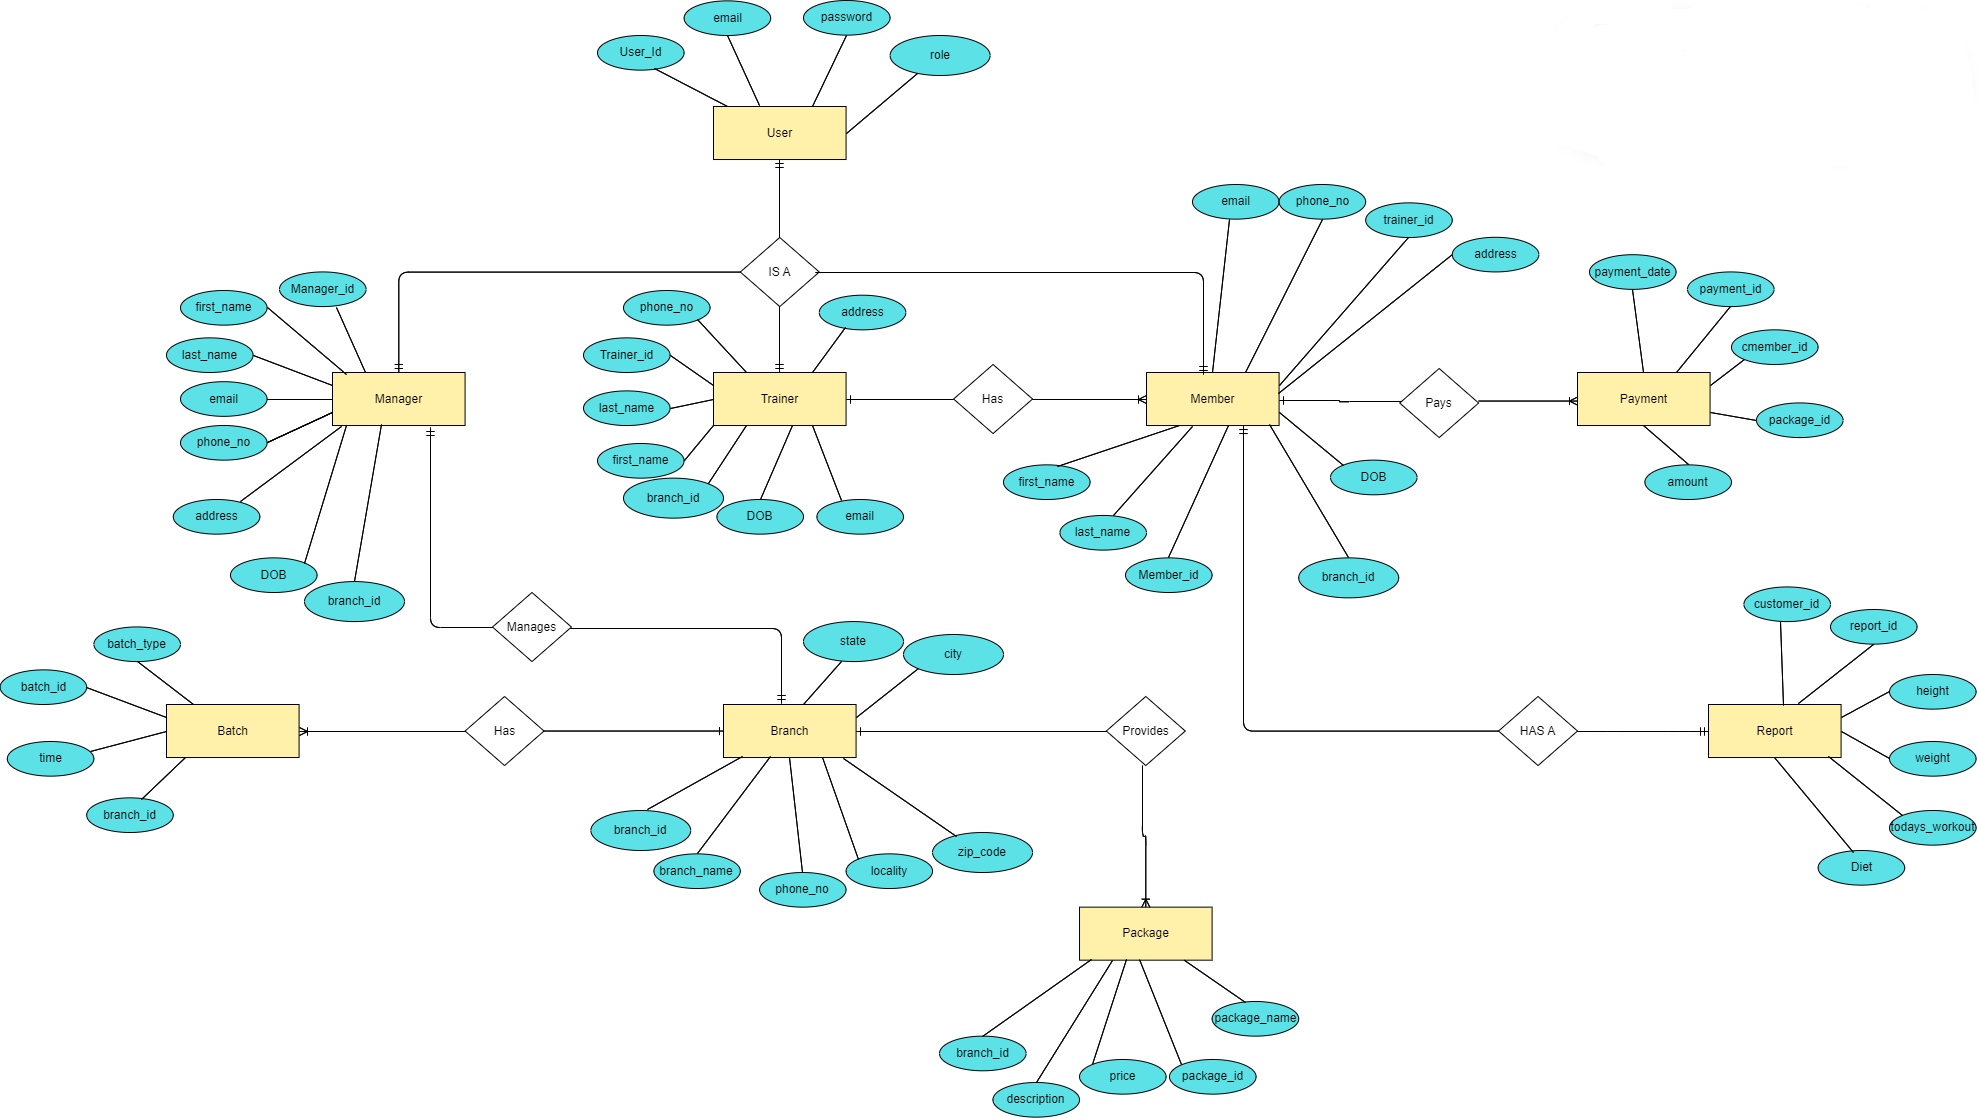 email
password
User_Id
role
User
email
phone_no
trainer_id
address
IS A
payment_date
Manager_id
payment_id
first_name
phone_no
address
last_name
Trainer_id
cmember_id
email
Manager
last_name
Trainer
Has
Member
Pays
Payment
package_id
phone_no
first_name
branch_id
DOB
email
first_name
DOB
amount
address
last_name
DOB
branch_id
Member_id
branch_id
customer_id
report_id
Manages
batch_type
state
city
batch_id
height
Batch
Has
Branch
Provides
HAS A
Report
time
weight
branch_id
branch_id
todays_workout
zip_code
branch_name
locality
Diet
phone_no
Package
package_name
branch_id
price
package_id
description